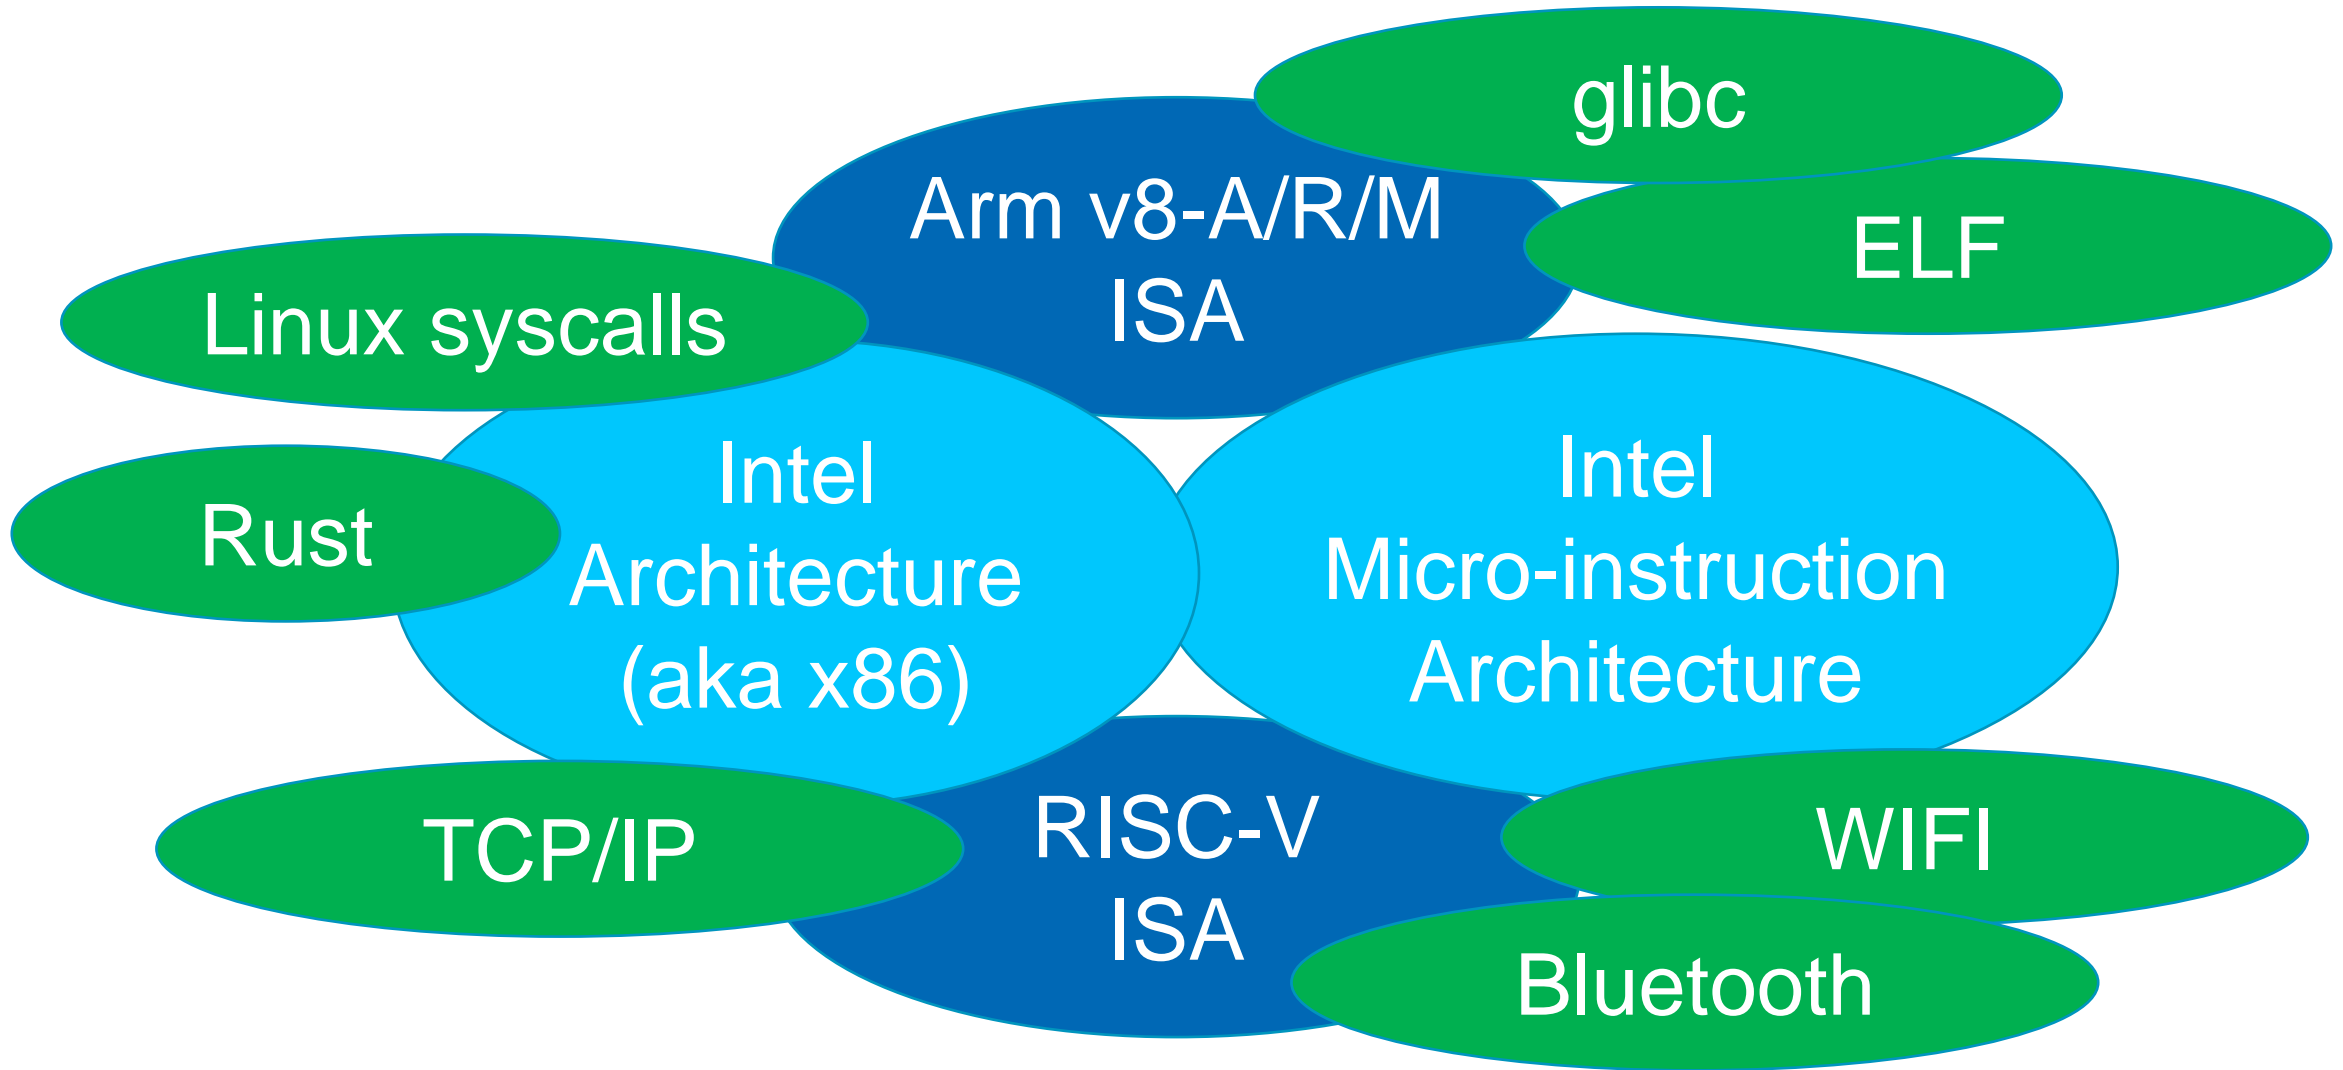 glibc
Arm v8-A/R/M
ISA
ELF
Linux syscalls
Intel
Architecture
(aka x86)
Intel
Micro-instruction
Architecture
Rust
TCP/IP
RISC-V
ISA
WIFI
Bluetooth